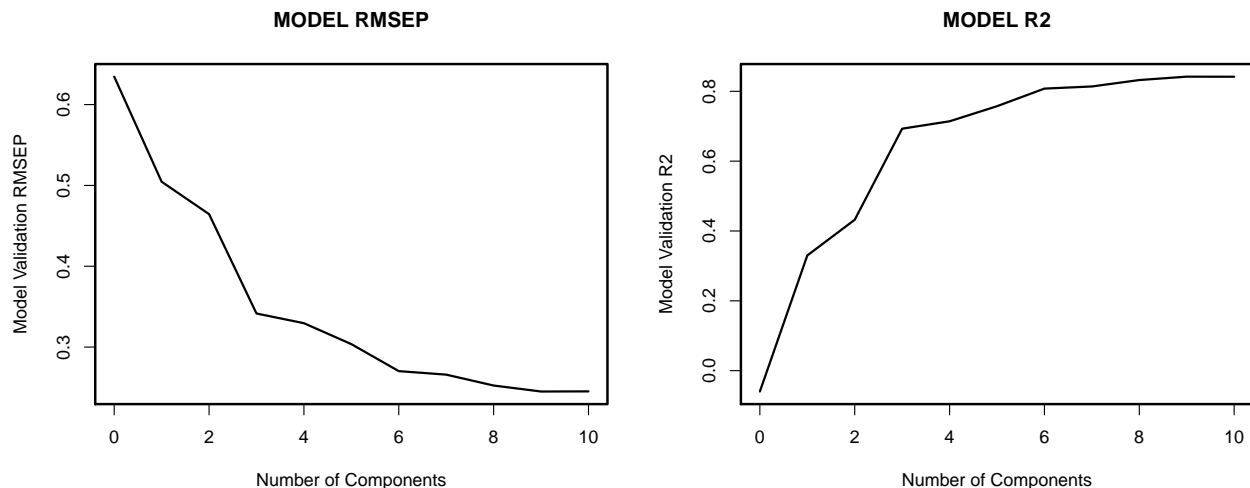 MODEL RMSEP
Model Validation RMSEP
0.6
0.5
0.4
0.3
0 2 4 6 8 10
Number of Components
MODEL R2
Model Validation R2
0.8
0.6
0.4
0.2
0.0
0 2 4 6 8 10
Number of Components